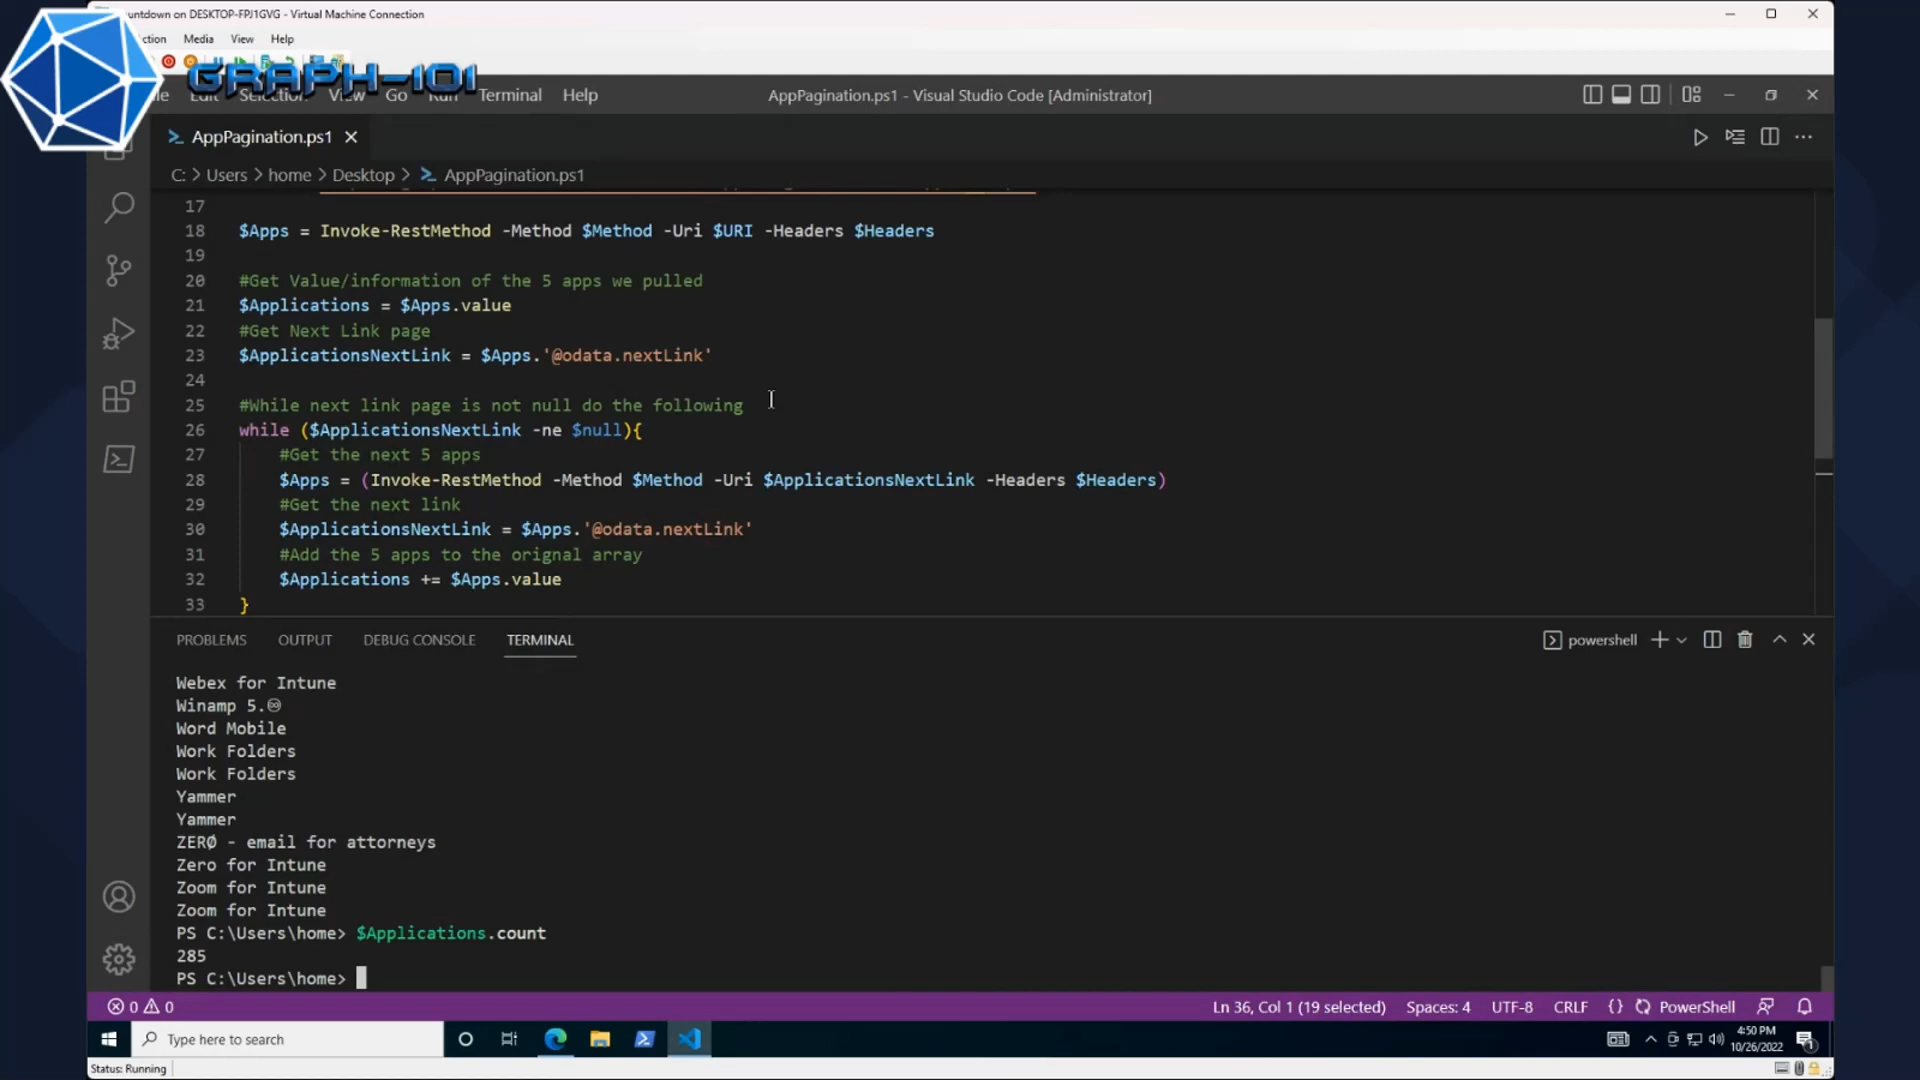 ountdown on DESKTOP-FPJ1GVG - Virtual Machine Connection
ction Media View Help
GRAPH-101
le Edit Selection View Go Run Terminal Help
AppPagination.ps1 - Visual Studio Code [Administrator]
AppPagination.ps1
C: > Users > home > Desktop > AppPagination.ps1
17
18 $Apps = Invoke-RestMethod -Method $Method -Uri $URI -Headers $Headers
19
20 #Get Value/information of the 5 apps we pulled
21 $Applications = $Apps.value
22 #Get Next Link page
23 $ApplicationsNextLink = $Apps.'@odata.nextLink'
24
25 #While next link page is not null do the following
26 while ($ApplicationsNextLink -ne $null){
27 #Get the next 5 apps
28 $Apps = (Invoke-RestMethod -Method $Method -Uri $ApplicationsNextLink -Headers $Headers)
29 #Get the next link
30 $ApplicationsNextLink = $Apps.'@odata.nextLink'
31 #Add the 5 apps to the orignal array
32 $Applications += $Apps.value
33 }
PROBLEMS OUTPUT DEBUG CONSOLE TERMINAL
powershell
Webex for Intune
Winamp 5.♾
Word Mobile
Work Folders
Work Folders
Yammer
Yammer
ZERØ - email for attorneys
Zero for Intune
Zoom for Intune
Zoom for Intune
PS C:\Users\home> $Applications.count
285
PS C:\Users\home>
0 0
Ln 36, Col 1 (19 selected) Spaces: 4 UTF-8 CRLF {} PowerShell
Type here to search
4:50 PM
10/26/2022
1
Status: Running